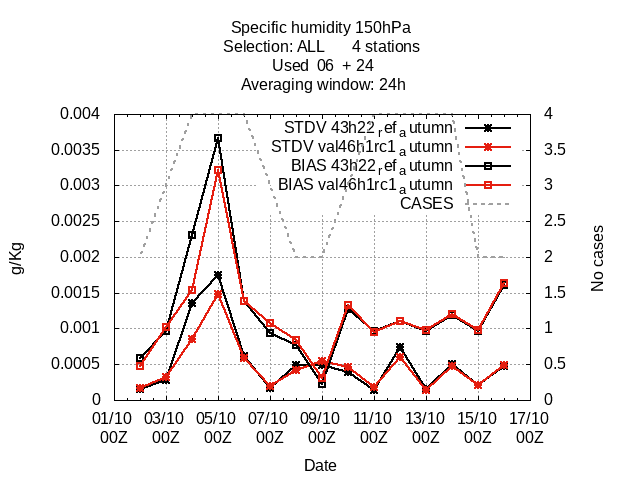 Specific humidity 150hPa
Selection: ALL      4 stations
Used  06  + 24
Averaging window: 24h
STDV 43h22refautumn
STDV val46h1rc1autumn
BIAS 43h22refautumn
BIAS val46h1rc1autumn
CASES
0.004
0.0035
0.003
0.0025
0.002
0.0015
0.001
0.0005
0
g/Kg
4
3.5
3
2.5
2
1.5
1
0.5
0
No cases
01/10 03/10 05/10 07/10 09/10 11/10 13/10 15/10 17/10
00Z 00Z 00Z 00Z 00Z 00Z 00Z 00Z 00Z
Date